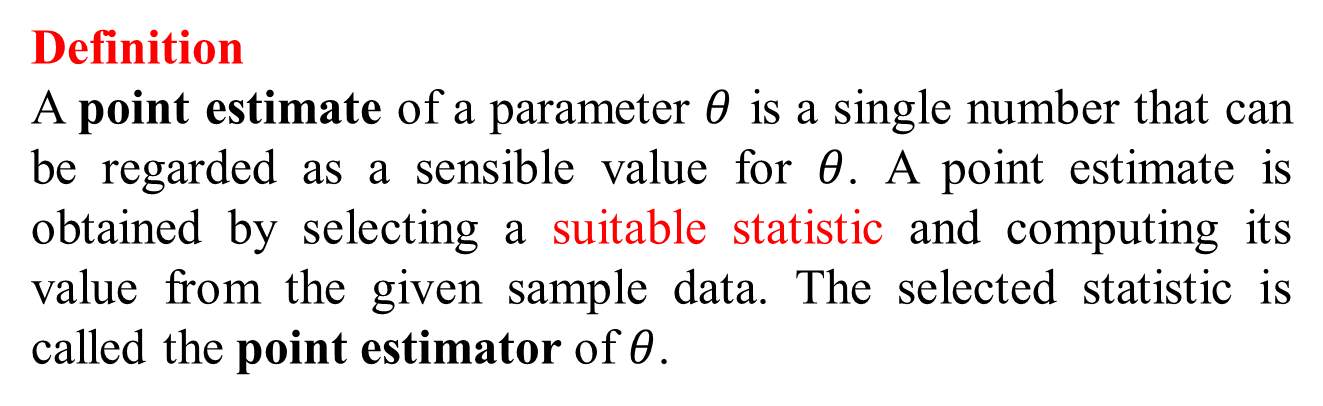 Definition
A point estimate of a parameter θ is a single number that can
be regarded as a sensible value for θ. A point estimate is
obtained by selecting a suitable statistic and computing its
value from the given sample data. The selected statistic is
called the point estimator of θ.